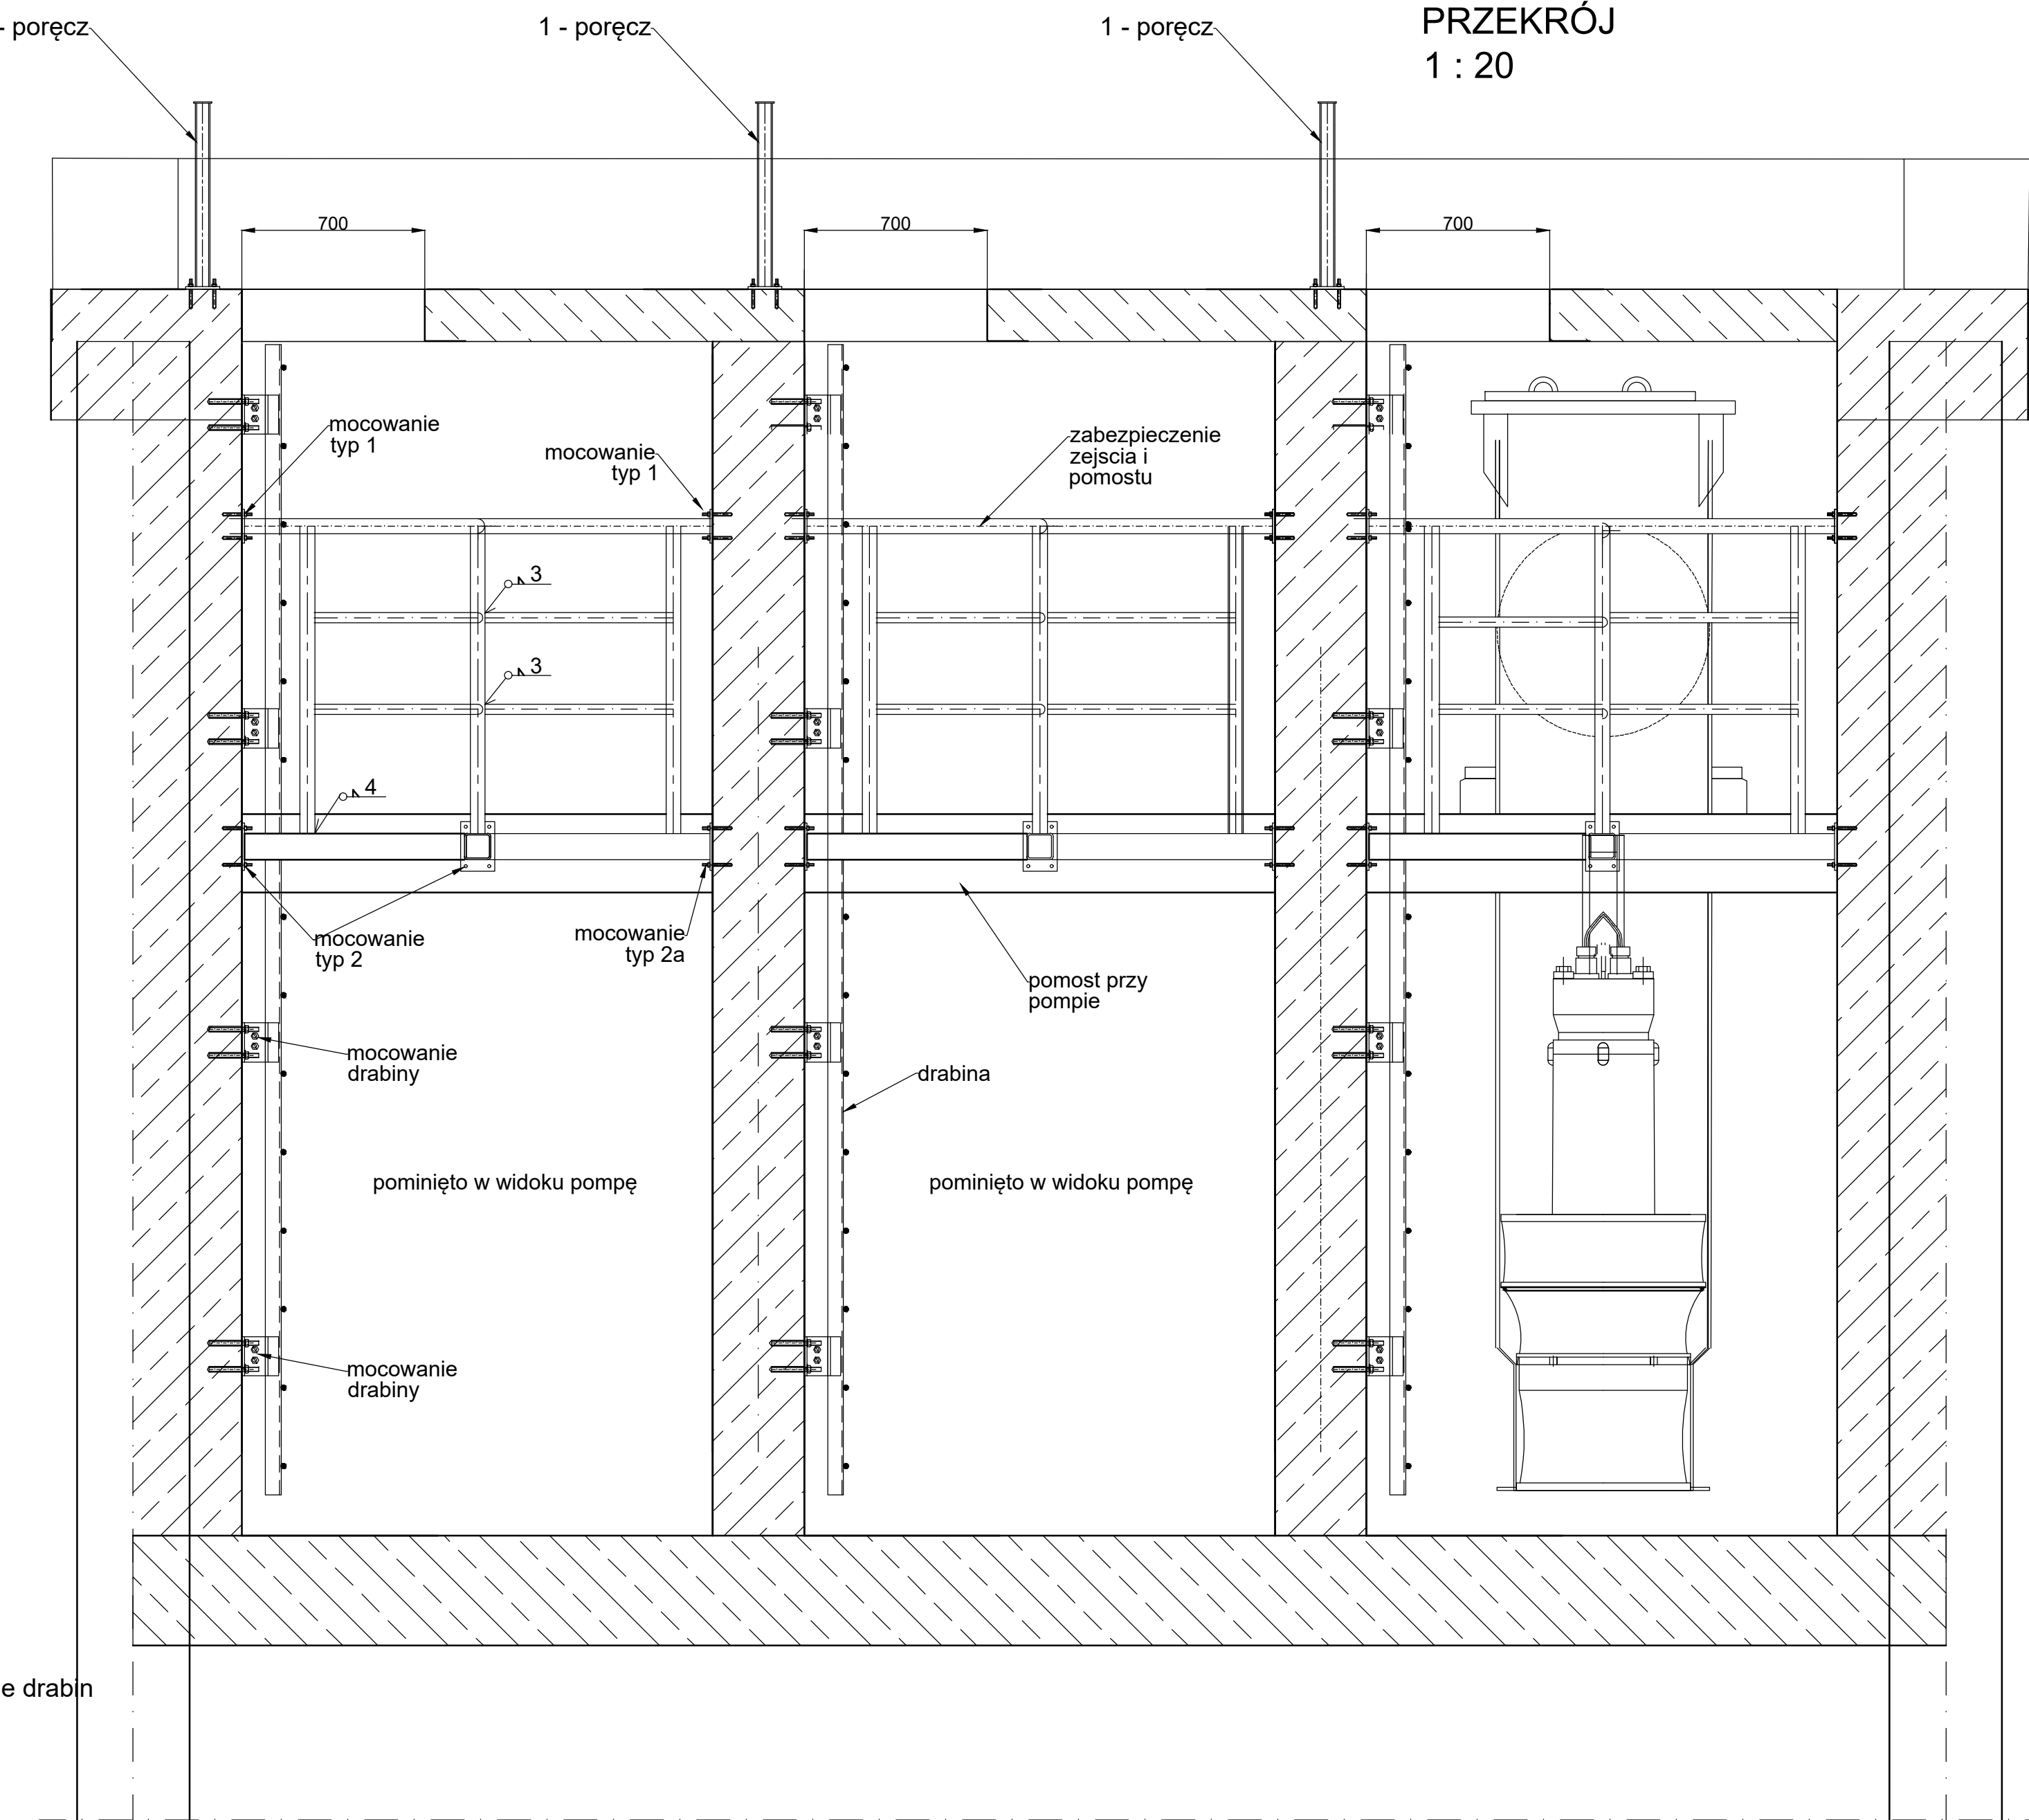 - poręcz
1 - poręcz
1 - poręcz
PRZEKRÓJ
1 : 20
700
700
700
mocowanie
typ 1
mocowanie
typ 1
zabezpieczenie
zejscia i
pomostu
3
3
4
mocowanie
typ 2
mocowanie
typ 2a
pomost przy
pompie
mocowanie
drabiny
drabina
pominięto w widoku pompę
pominięto w widoku pompę
mocowanie
drabiny
e drabin